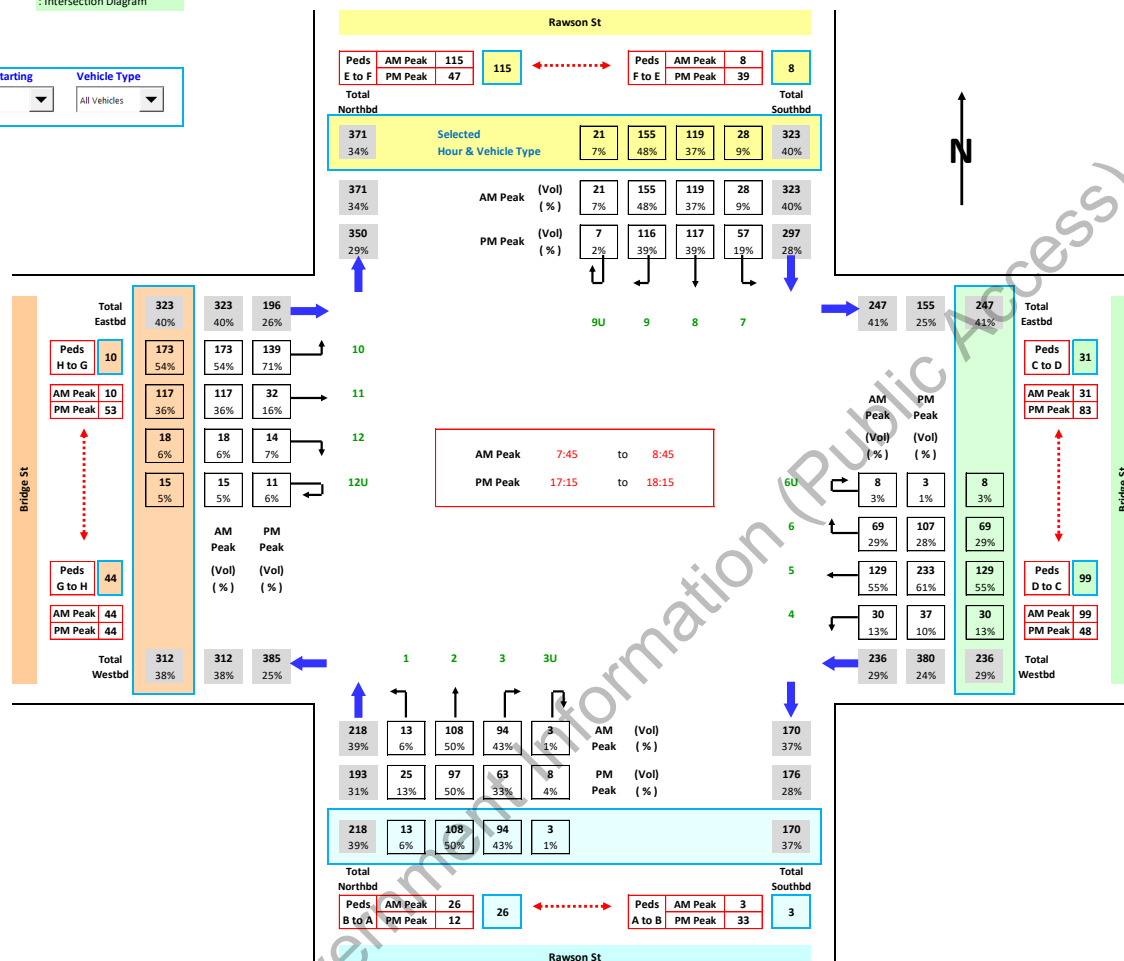 : Intersection Diagram
Rawson St
tarting Vehicle Type
All Vehicles
Peds AM Peak 115
E to F PM Peak 47
115
Peds AM Peak 8
F to E PM Peak 39
8
Total
Northbd
Total
Southbd
371 Selected 21 155 119 28 323
34% Hour & Vehicle Type 7% 48% 37% 9% 40%
371 AM Peak (Vol) 21 155 119 28 323
34% ( % ) 7% 48% 37% 9% 40%
350 PM Peak (Vol) 7 116 117 57 297
29% ( % ) 2% 39% 39% 19% 28%
N
9U 9 8 7
Bridge St
Total 323 323 196
Eastbd 40% 40% 26%
Peds 10 173 173 139 10
H to G 54% 54% 71%
AM Peak 10 117 117 32 11
PM Peak 53 36% 36% 16%
18 18 14 12
6% 6% 7%
15 15 11 12U
5% 5% 6%
AM PM
Peak Peak
(Vol) (Vol)
( % ) ( % )
Peds 44
G to H
AM Peak 44
PM Peak 44
Total 312 312 385
Westbd 38% 38% 25%
AM Peak 7:45 to 8:45
PM Peak 17:15 to 18:15
247 155 247 Total
41% 25% 41% Eastbd
Peds 31
C to D
AM Peak 31
PM Peak 83
AM PM
Peak Peak
(Vol) (Vol)
( % ) ( % )
6U 8 3 8
3% 1% 3%
6 69 107 69
29% 28% 29%
5 129 233 129
55% 61% 55%
4 30 37 30
13% 10% 13%
Peds 99
D to C
AM Peak 99
PM Peak 48
236 380 236 Total
29% 24% 29% Westbd
Bridge St
1 2 3 3U
218 13 108 94 3 AM (Vol) 170
39% 6% 50% 43% 1% Peak ( % ) 37%
193 25 97 63 8 PM (Vol) 176
31% 13% 50% 33% 4% Peak ( % ) 28%
218 13 108 94 3 170
39% 6% 50% 43% 1% 37%
Total
Northbd
Total
Southbd
Peds AM Peak 26
B to A PM Peak 12
26
Peds AM Peak 3
A to B PM Peak 33
3
Rawson St
ernment Information (Public Access)